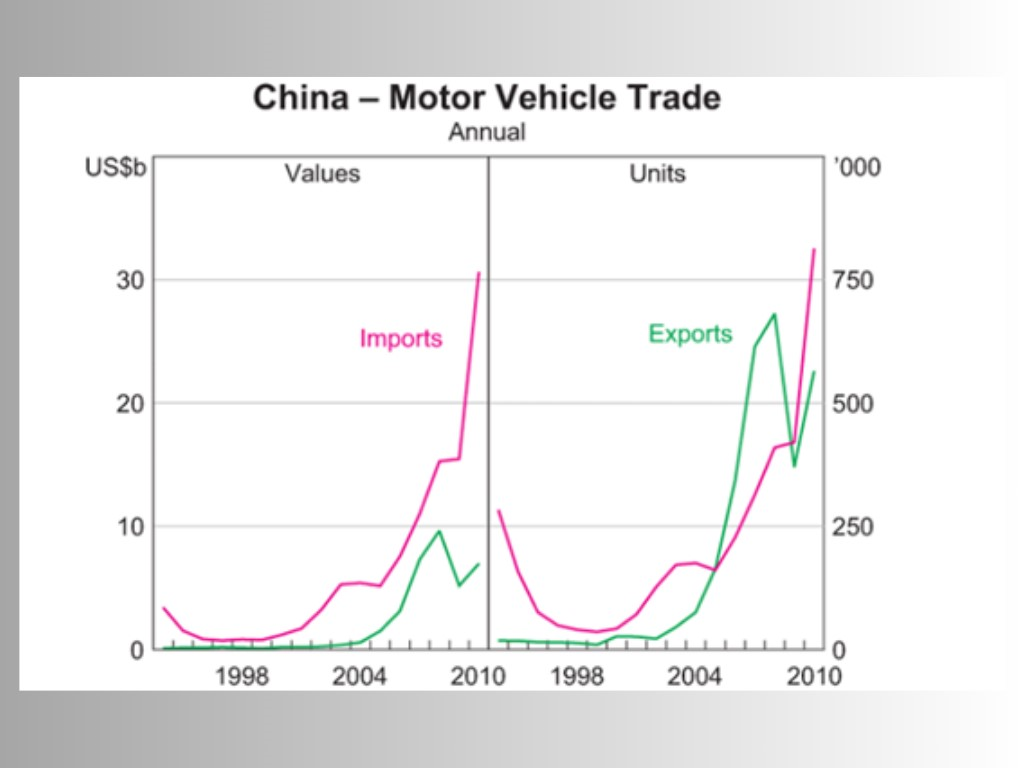 China – Motor Vehicle Trade
Annual
US$b Values Units ’000
30 750
Imports Exports
20 500
10 250
0 0
1998 2004 2010 1998 2004 2010